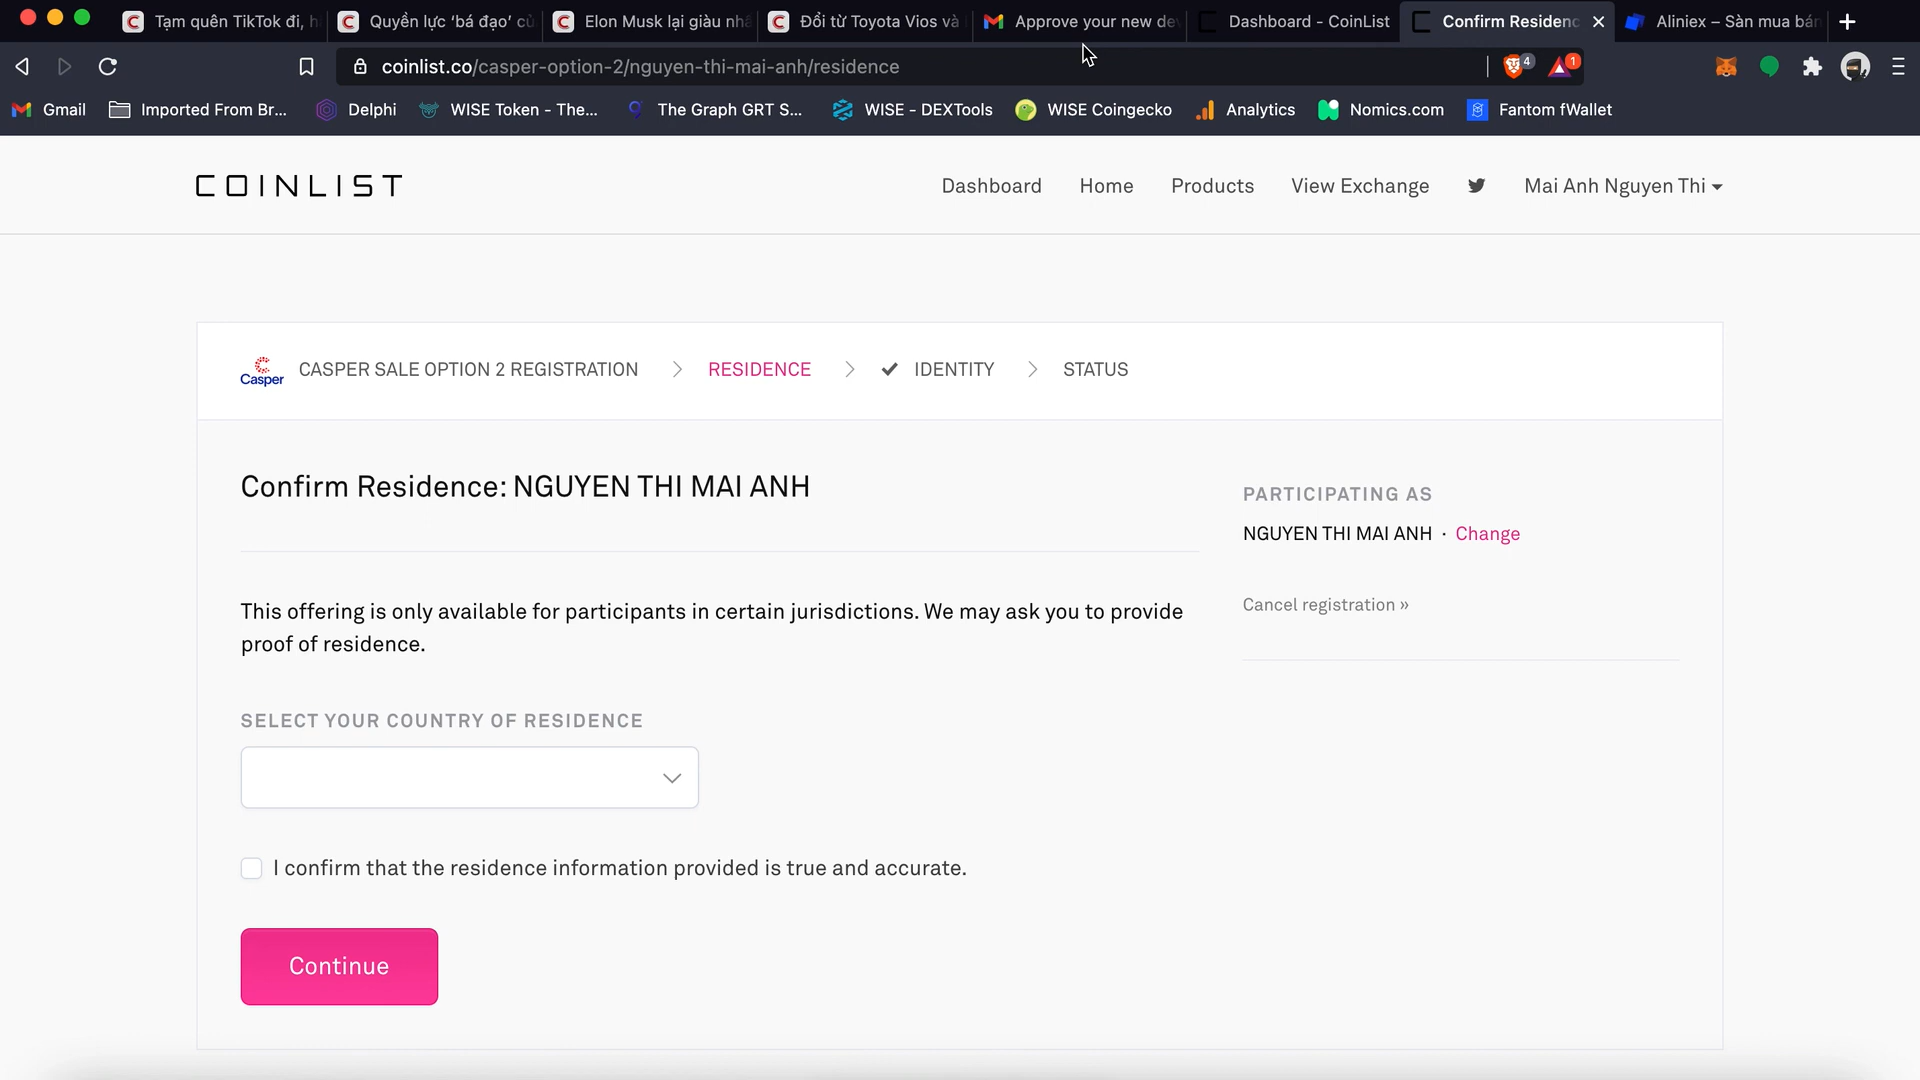 Tạm quên TikTok đi, h
Quyền lực ‘bá đạo’ củ
Elon Musk lại giàu nhấ
Đổi từ Toyota Vios và
Approve your new dev
Dashboard - CoinList
Confirm Residenc
Aliniex – Sàn mua bán
coinlist.co/casper-option-2/nguyen-thi-mai-anh/residence
4
1
Gmail
Imported From Br...
Delphi
WISE Token - The...
The Graph GRT S...
WISE - DEXTools
WISE Coingecko
Analytics
Nomics.com
Fantom fWallet
COINLIST
Dashboard
Home
Products
View Exchange
Mai Anh Nguyen Thi
Casper
CASPER SALE OPTION 2 REGISTRATION
RESIDENCE
IDENTITY
STATUS
Confirm Residence: NGUYEN THI MAI ANH
This offering is only available for participants in certain jurisdictions. We may ask you to provide
proof of residence.
SELECT YOUR COUNTRY OF RESIDENCE
I confirm that the residence information provided is true and accurate.
Continue
PARTICIPATING AS
NGUYEN THI MAI ANH · Change
Cancel registration »